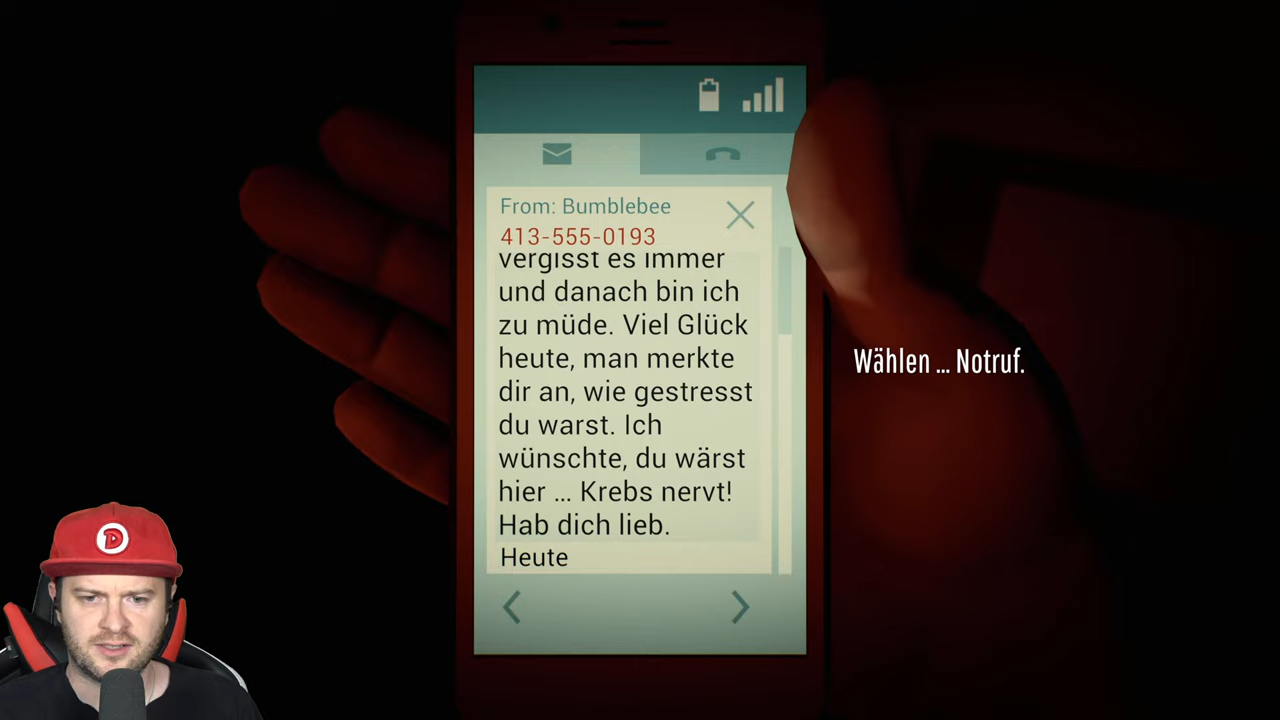 From: Bumblebee
413-555-0193
vergisst es immer
und danach bin ich
zu müde. Viel Glück
heute, man merkte
dir an, wie gestresst
du warst. Ich
wünschte, du wärst
hier ... Krebs nervt!
Hab dich lieb.
Heute
Wählen ... Notruf.
D